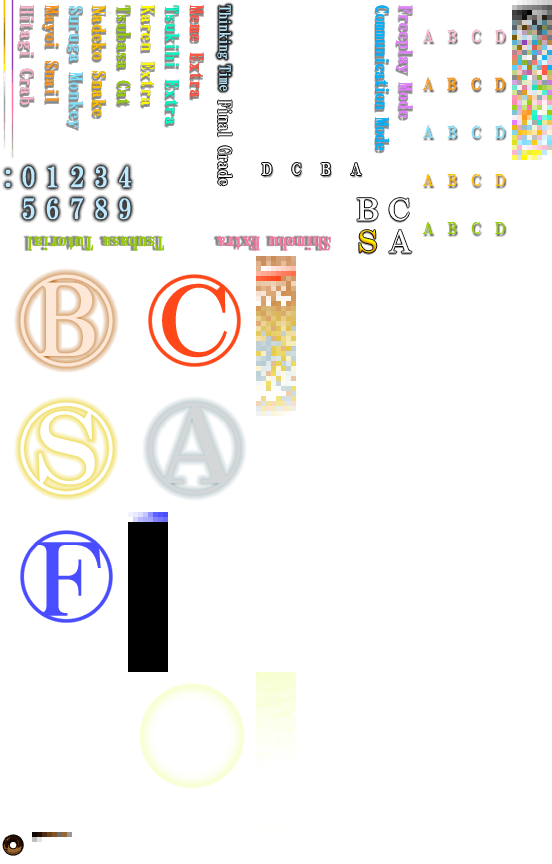 Hitagi Crab
Mayoi Snail
Suruga Monkey
Nadeko Snake
Tsubasa Cat
Karen Extra
Tsukihi Extra
Meme Extra
Thinking Time Final Grade
Communication Mode
Freeplay Mode
A B C D
A B C D
A B C D
A B C D
A B C D
D C B A
: 0 1 2 3 4
5 6 7 8 9
B C
S A
Tsubasa Tutorial
Shinobu Extra
B
C
S
A
F